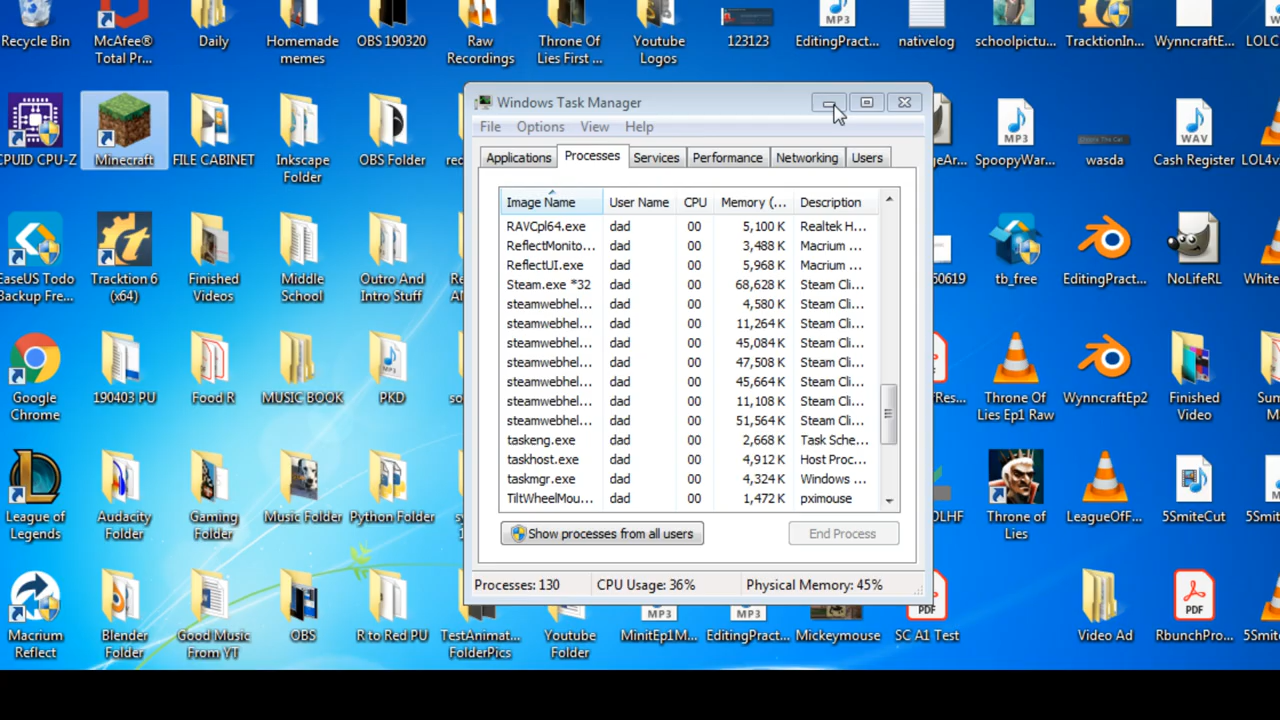 Recycle Bin
McAfee®
Total Pr...
Daily
Homemade
memes
OBS 190320
Raw
Recordings
Throne Of
Lies First ...
Youtube
Logos
123123
EditingPract...
nativelog
schoolpictu...
TracktionIn...
WynncraftE...
LOLC
Windows Task Manager
File Options View Help
Applications Processes Services Performance Networking Users
Image Name User Name CPU Memory (... Description
RAVCpl64.exe dad 00 5,100 K Realtek H...
ReflectMonito... dad 00 3,488 K Macrium ...
ReflectUI.exe dad 00 5,968 K Macrium ...
Steam.exe *32 dad 00 68,628 K Steam Cli...
steamwebhel... dad 00 4,580 K Steam Cli...
steamwebhel... dad 00 11,264 K Steam Cli...
steamwebhel... dad 00 45,084 K Steam Cli...
steamwebhel... dad 00 47,508 K Steam Cli...
steamwebhel... dad 00 45,664 K Steam Cli...
steamwebhel... dad 00 11,108 K Steam Cli...
steamwebhel... dad 00 51,564 K Steam Cli...
taskeng.exe dad 00 2,668 K Task Sche...
taskhost.exe dad 00 4,912 K Host Proc...
taskmgr.exe dad 00 4,324 K Windows ...
TiltWheelMou... dad 00 1,472 K pximouse
Show processes from all users End Process
Processes: 130 CPU Usage: 36% Physical Memory: 45%
CPUID CPU-Z
Minecraft
FILE CABINET
Inkscape
Folder
OBS Folder
SpoopyWar...
wasda
Cash Register
EaseUS Todo
Backup Fre...
Tracktion 6
(x64)
Finished
Videos
Middle
School
Outro And
Intro Stuff
tb_free
EditingPract...
NoLifeRL
White
Google
Chrome
190403 PU
Food R
MUSIC BOOK
PKD
Throne Of
Lies Ep1 Raw
WynncraftEp2
Finished
Video
League of
Legends
Audacity
Folder
Gaming
Folder
Music Folder
Python Folder
Throne of
Lies
LeagueOfF...
5SmiteCut
Macrium
Reflect
Blender
Folder
Good Music
From YT
OBS
R to Red PU
TestAnimat...
FolderPics
Youtube
Folder
MP3
MinitEp1M...
MP3
EditingPract...
Mickeymouse
PDF
SC A1 Test
Video Ad
PDF
RbunchPro...